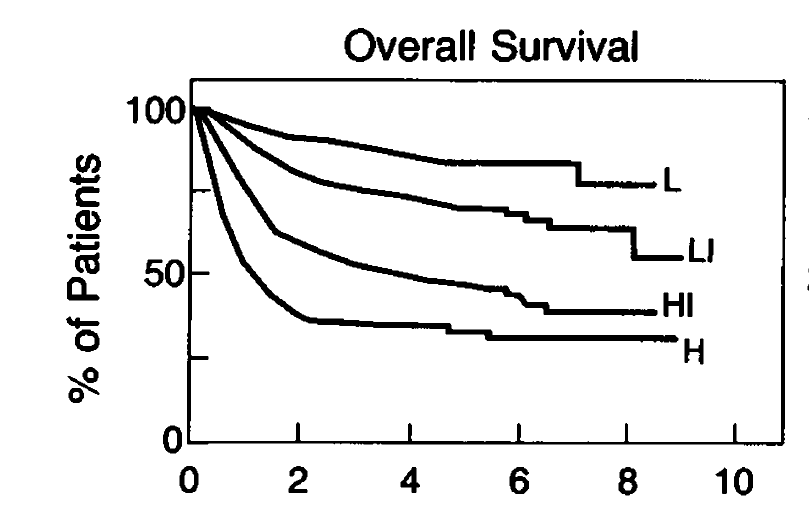 Overall Survival
100
L
LI
50
HI
H
0
% of Patients
0 2 4 6 8 10